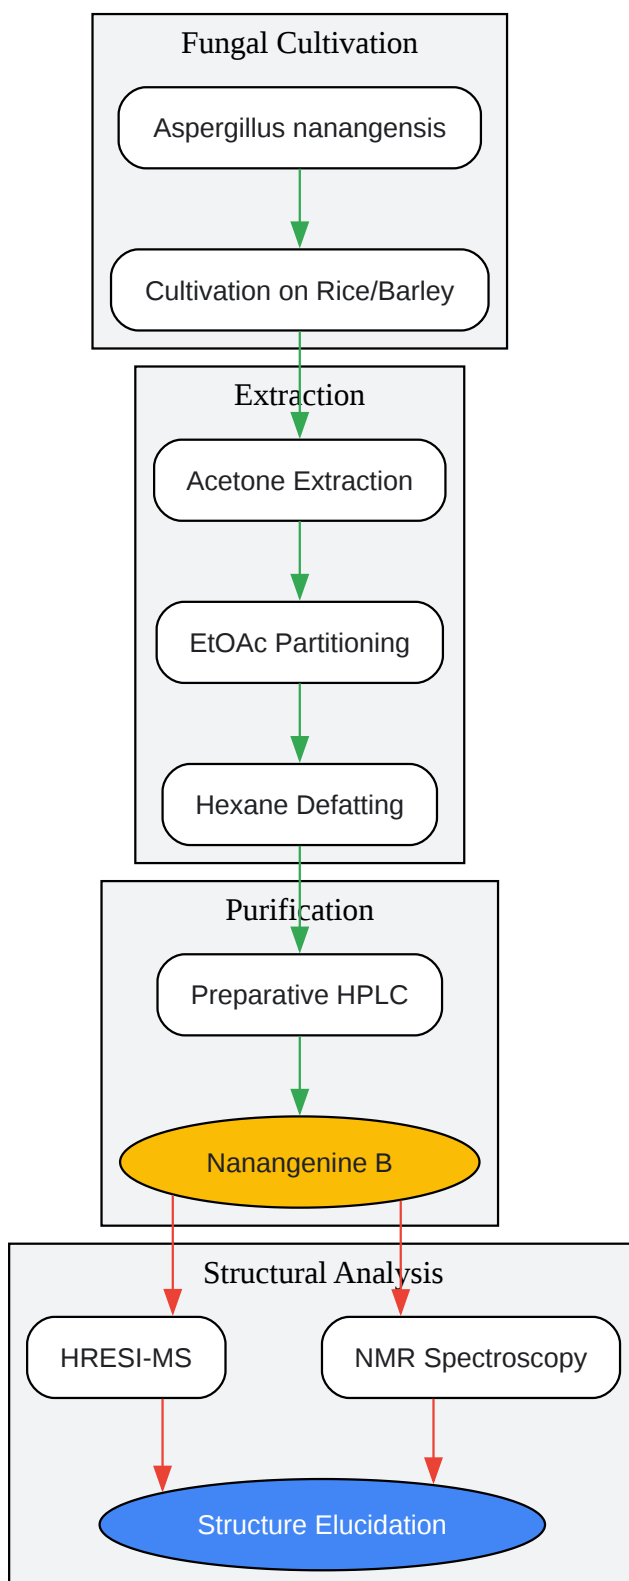 Fungal Cultivation
Aspergillus nanangensis
Cultivation on Rice/Barley
Extraction
Acetone Extraction
EtOAc Partitioning
Hexane Defatting
Purification
Preparative HPLC
Nanangenine B
Structural Analysis
HRESI-MS
NMR Spectroscopy
Structure Elucidation